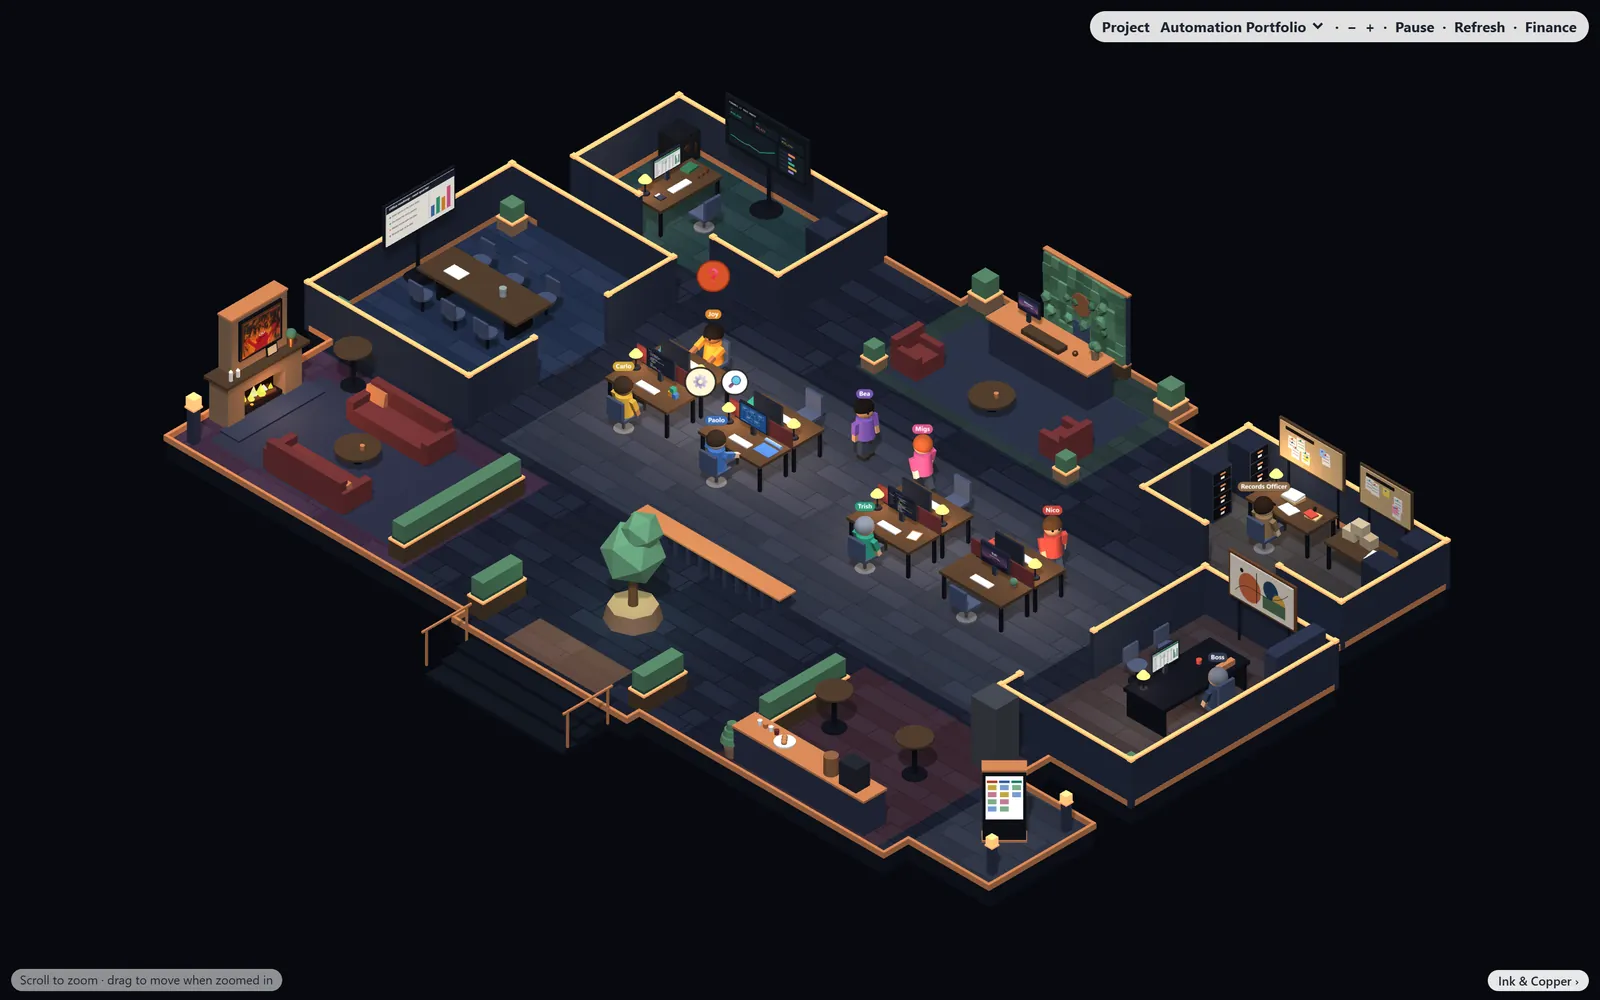 Project Automation Portfolio · − + · Pause · Refresh · Finance
Joy
Carlo
Bea
Paolo
Migs
Records Officer
Trish
Nico
Boss
Scroll to zoom · drag to move when zoomed in
Ink & Copper ›